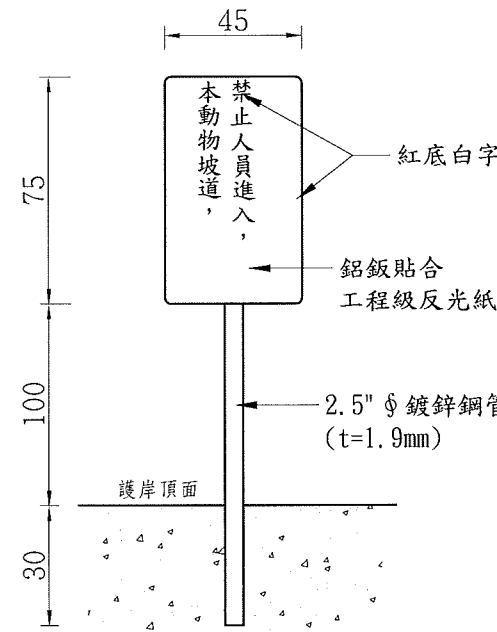 45
禁止人員進入，
本動物坡道，
紅底白字
75
鋁鈑貼合
工程級反光紙
100
2.5" ∮ 鍍鋅鋼管
(t=1.9mm)
護岸頂面
30